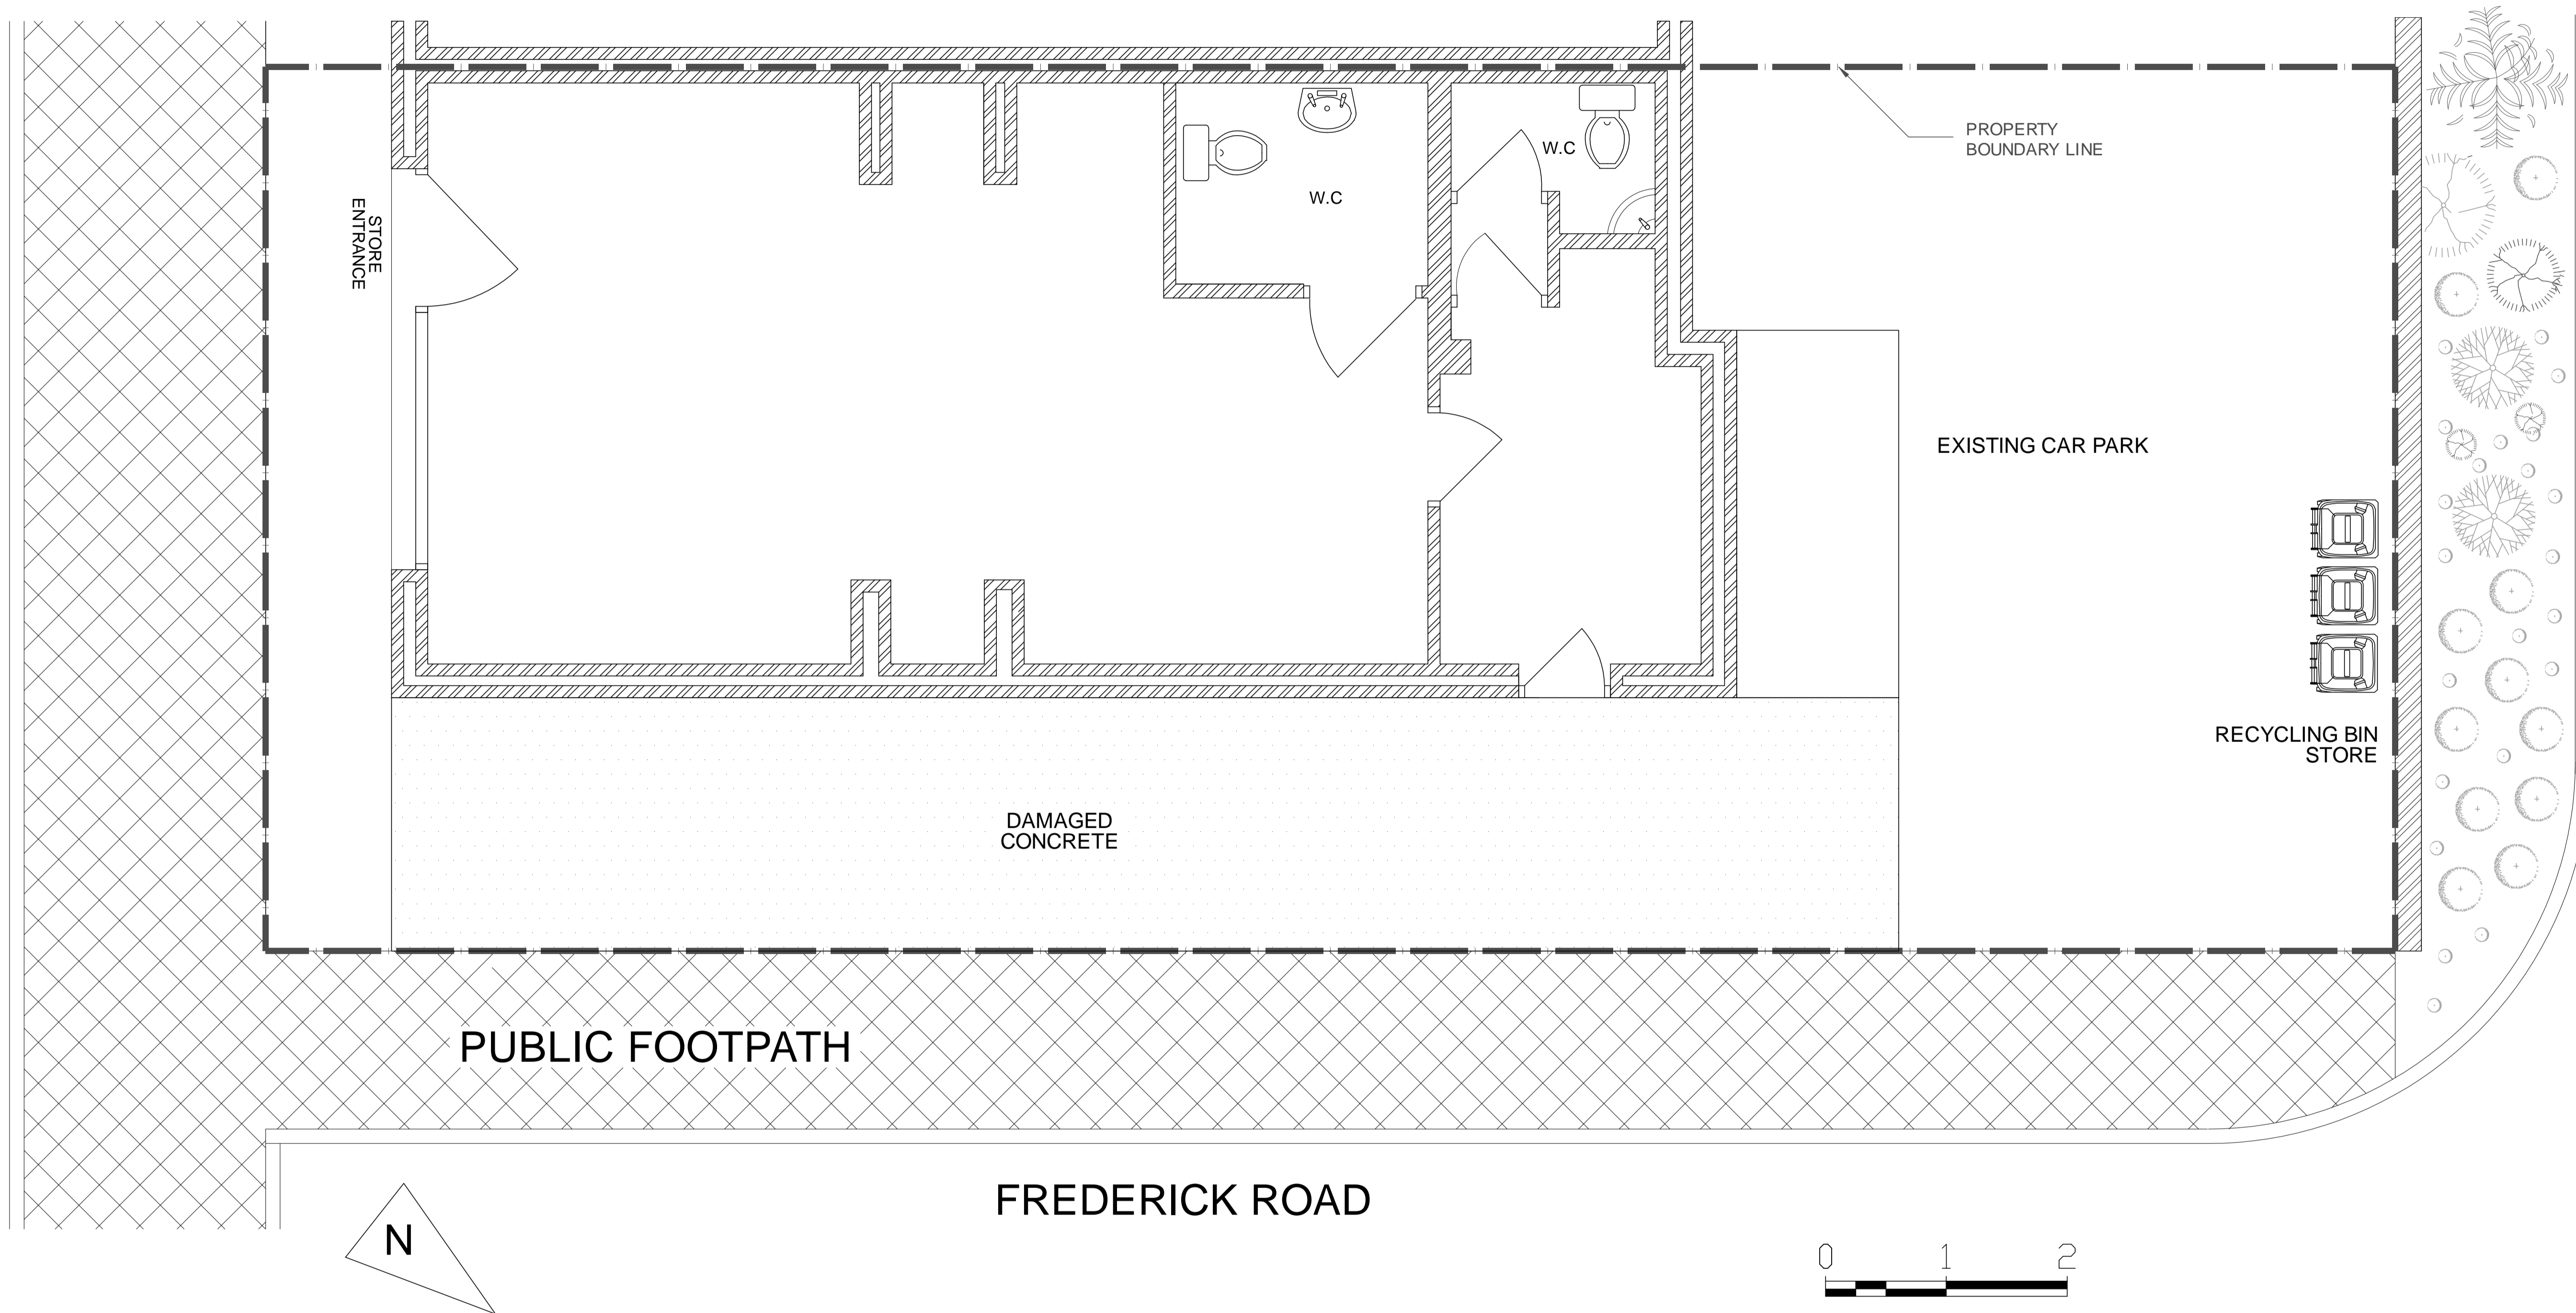 PROPERTY
BOUNDARY LINE
W.C
W.C
STORE
ENTRANCE
EXISTING CAR PARK
RECYCLING BIN
STORE
DAMAGED
CONCRETE
PUBLIC FOOTPATH
FREDERICK ROAD
N
0 1 2